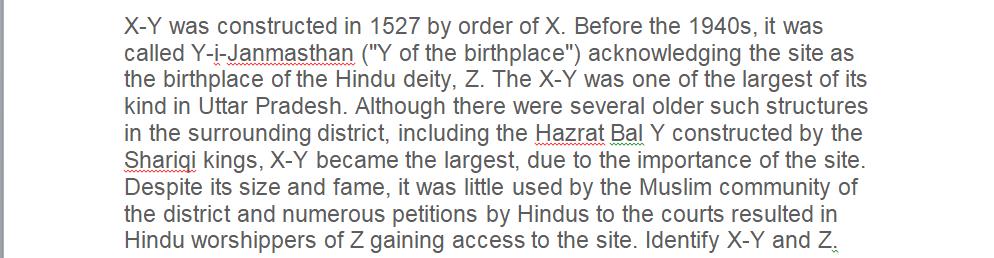 X-Y was constructed in 1527 by order of X. Before the 1940s, it was
called Y-i-Janmasthan ("Y of the birthplace") acknowledging the site as
the birthplace of the Hindu deity, Z. The X-Y was one of the largest of its
kind in Uttar Pradesh. Although there were several older such structures
in the surrounding district, including the Hazrat Bal Y constructed by the
Shariqi kings, X-Y became the largest, due to the importance of the site.
Despite its size and fame, it was little used by the Muslim community of
the district and numerous petitions by Hindus to the courts resulted in
Hindu worshippers of Z gaining access to the site. Identify X-Y and Z.